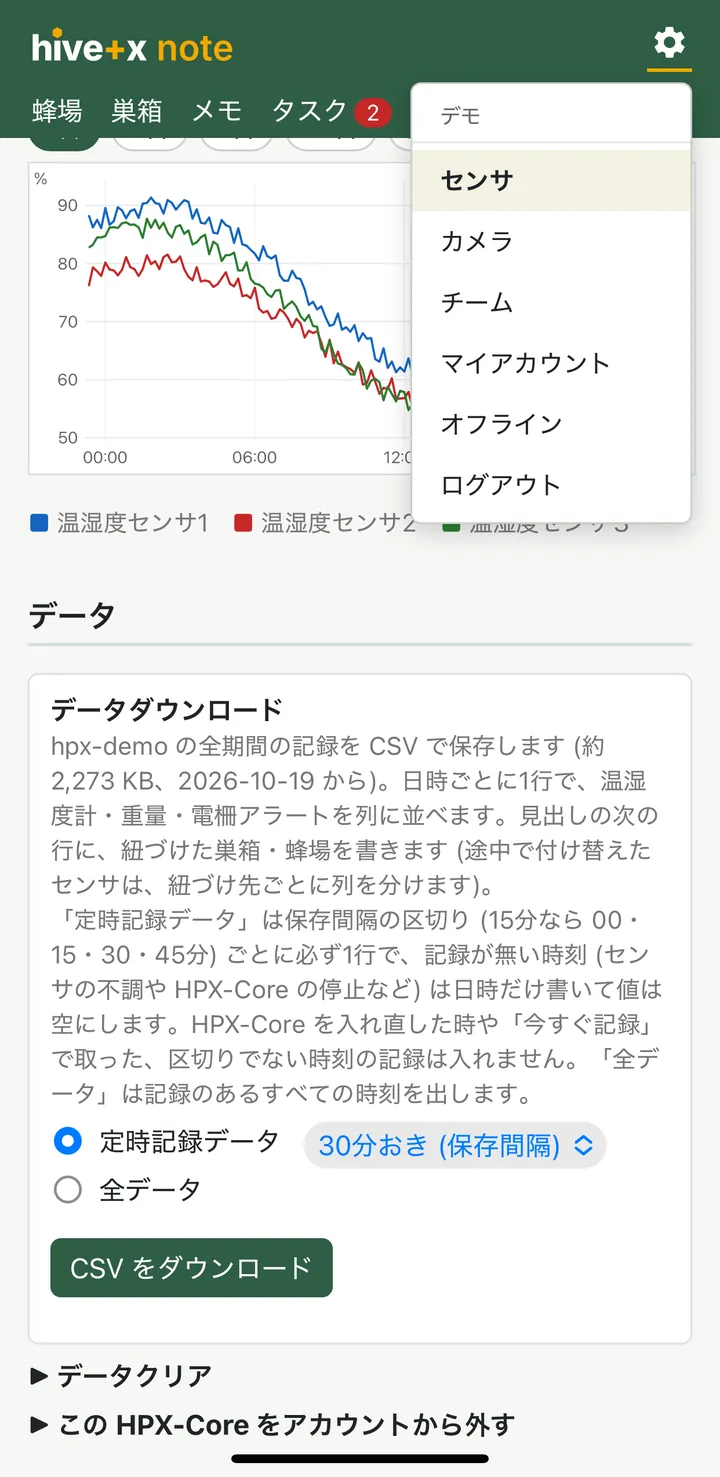 hive+x note
蜂場 巣箱 メモ タスク 2
デモ
センサ
カメラ
チーム
マイアカウント
オフライン
ログアウト
%
90
80
70
60
50
00:00 06:00
温湿度センサ1 温湿度センサ2
データ
データダウンロード
hpx-demo の全期間の記録を CSV で保存します (約
2,273 KB、2026-10-19 から)。日時ごとに1行で、温湿
度計・重量・電柵アラートを列に並べます。見出しの次の
行に、紐づけた巣箱・蜂場を書きます (途中で付け替えた
センサは、紐づけ先ごとに列を分けます)。
「定時記録データ」は保存間隔の区切り (15分なら 00・
15・30・45分) ごとに必ず1行で、記録が無い時刻 (セン
サの不調や HPX-Core の停止など) は日時だけ書いて値は
空にします。HPX-Core を入れ直した時や「今すぐ記録」
で取った、区切りでない時刻の記録は入れません。「全デ
ータ」は記録のあるすべての時刻を出します。
定時記録データ 30分おき (保存間隔)
全データ
CSV をダウンロード
データクリア
この HPX-Core をアカウントから外す